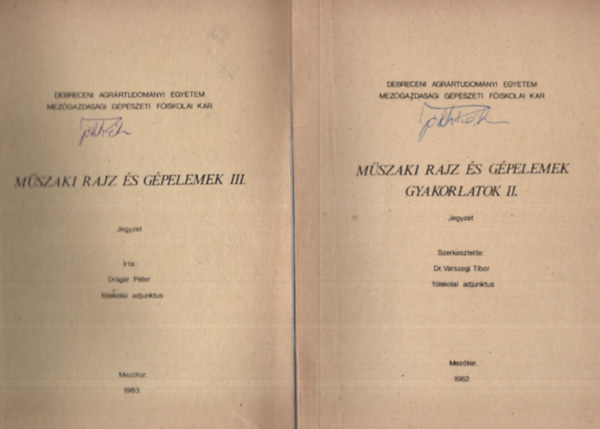 DEBRECENI AGRÁRTUDOMÁNYI EGYETEM
MEZŐGAZDASÁGI GÉPÉSZETI FŐISKOLAI KAR
MŰSZAKI RAJZ ÉS GÉPELEMEK III.
Jegyzet
Írta:
Drágár Péter
főiskolai adjunktus
Mezőtúr.
1983
DEBRECENI AGRÁRTUDOMÁNYI EGYETEM
MEZŐGAZDASÁGI GÉPÉSZETI FŐISKOLAI KAR
MŰSZAKI RAJZ ÉS GÉPELEMEK
GYAKORLATOK II.
Jegyzet
Szerkesztette:
Dr. Várszegi Tibor
főiskolai adjunktus
Mezőtúr.
1982